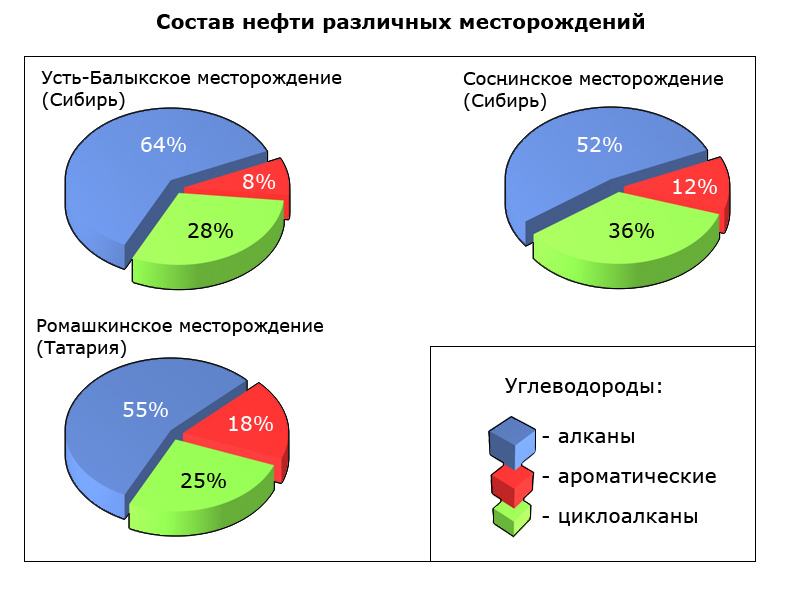 Состав нефти различных месторождений
Усть-Балыкское месторождение
(Сибирь)
64%
8%
28%
Соснинское месторождение
(Сибирь)
52%
12%
36%
Ромашкинское месторождение
(Татария)
55%
18%
25%
Углеводороды:
- алканы
- ароматические
- циклоалканы